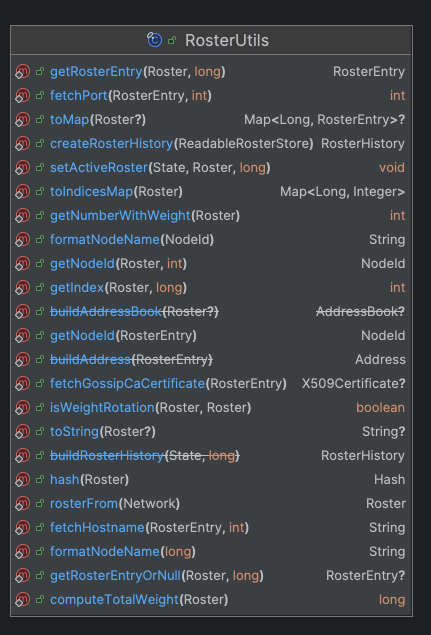 RosterUtils
getRosterEntry(Roster, long) RosterEntry
fetchPort(RosterEntry, int) int
toMap(Roster?) Map<Long, RosterEntry>?
createRosterHistory(ReadableRosterStore) RosterHistory
setActiveRoster(State, Roster, long) void
toIndicesMap(Roster) Map<Long, Integer>
getNumberWithWeight(Roster) int
formatNodeName(NodeId) String
getNodeId(Roster, int) NodeId
getIndex(Roster, long) int
buildAddressBook(Roster?) AddressBook?
getNodeId(RosterEntry) NodeId
buildAddress(RosterEntry) Address
fetchGossipCaCertificate(RosterEntry) X509Certificate?
isWeightRotation(Roster, Roster) boolean
toString(Roster?) String?
buildRosterHistory(State, long) RosterHistory
hash(Roster) Hash
rosterFrom(Network) Roster
fetchHostname(RosterEntry, int) String
formatNodeName(long) String
getRosterEntryOrNull(Roster, long) RosterEntry?
computeTotalWeight(Roster) long